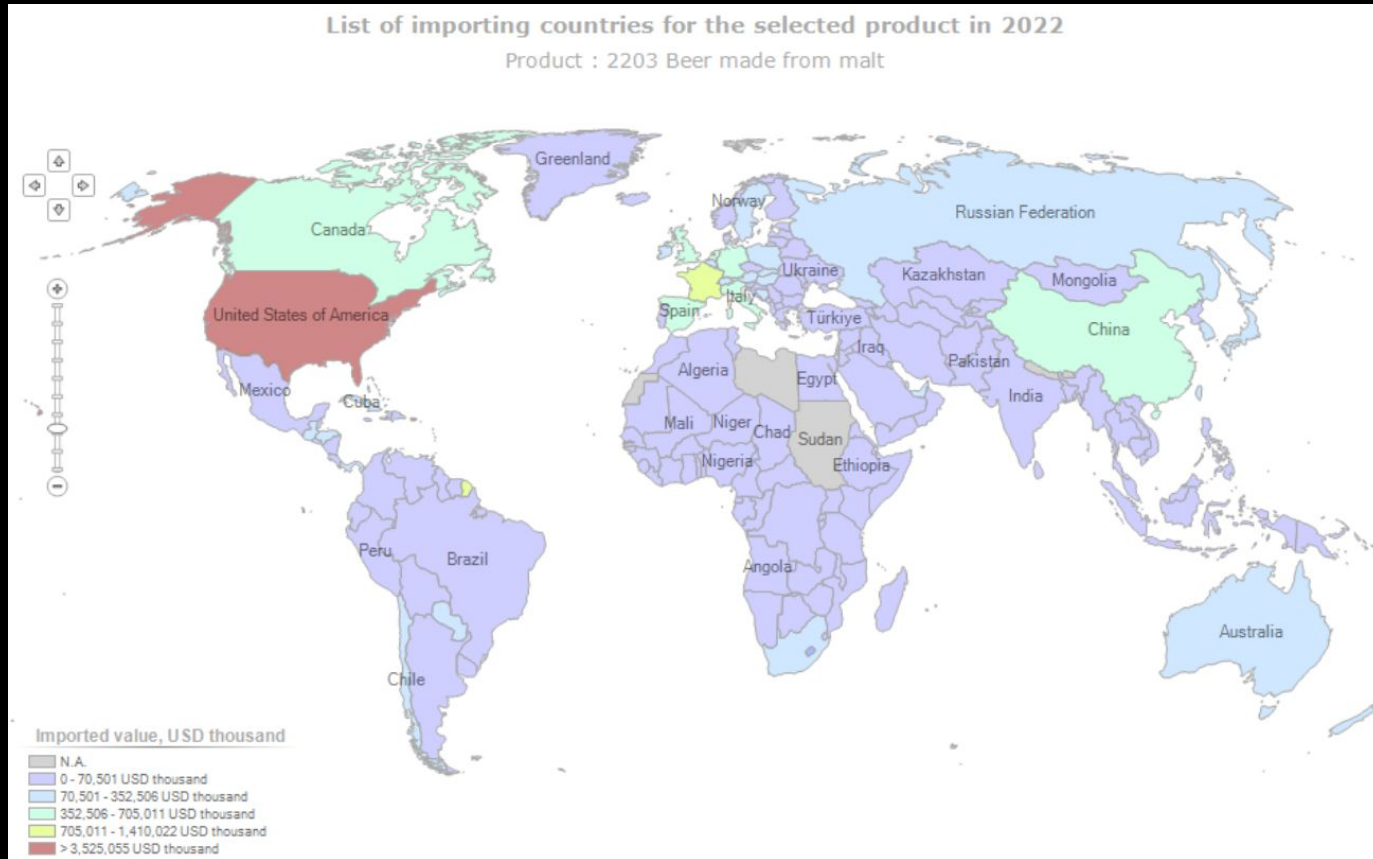 List of importing countries for the selected product in 2022
Product : 2203 Beer made from malt
Greenland
Norway
Russian Federation
Canada
Ukraine
Kazakhstan
Mongolia
Italy
Spain
United States of America
Türkiye
China
Iraq
Pakistan
Algeria
Egypt
Mexico
India
Cuba
Mali
Niger
Chad
Sudan
Nigeria
Ethiopia
Peru
Brazil
Angola
Australia
Chile
Imported value, USD thousand
N.A.
0 - 70,501 USD thousand
70,501 - 352,506 USD thousand
352,506 - 705,011 USD thousand
705,011 - 1,410,022 USD thousand
> 3,525,055 USD thousand